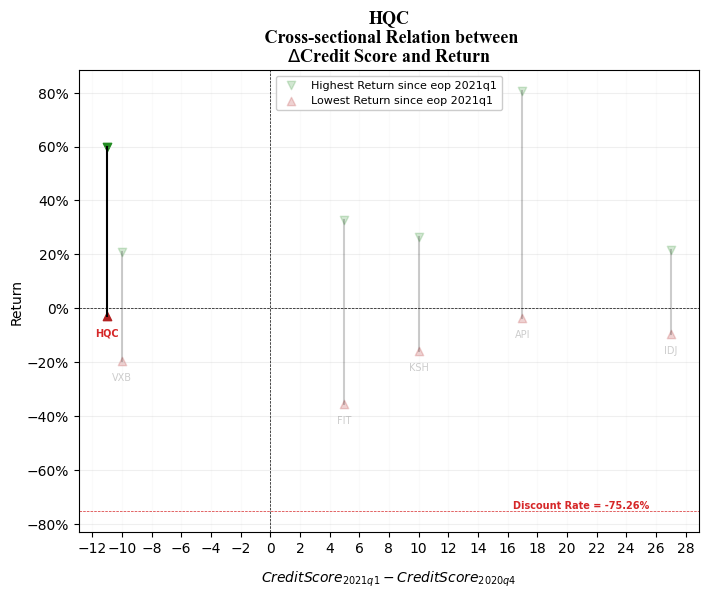 HQC
Cross-sectional Relation between
ΔCredit Score and Return
Highest Return since eop 2021q1
Lowest Return since eop 2021q1
Return
80%
60%
40%
20%
0%
−20%
−40%
−60%
−80%
HQC
VXB
FIT
KSH
API
IDJ
Discount Rate = -75.26%
−12 −10 −8 −6 −4 −2 0 2 4 6 8 10 12 14 16 18 20 22 24 26 28
CreditScore2021q1 − CreditScore2020q4